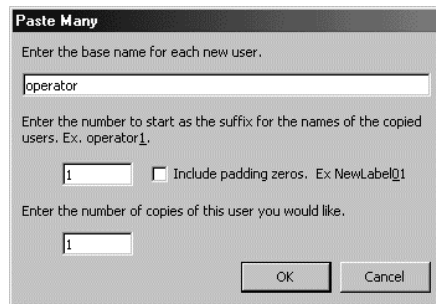 Paste Many
Enter the base name for each new user.
operator
Enter the number to start as the suffix for the names of the copied
users. Ex. operator1.
1 Include padding zeros. Ex NewLabel01
Enter the number of copies of this user you would like.
1
OK Cancel